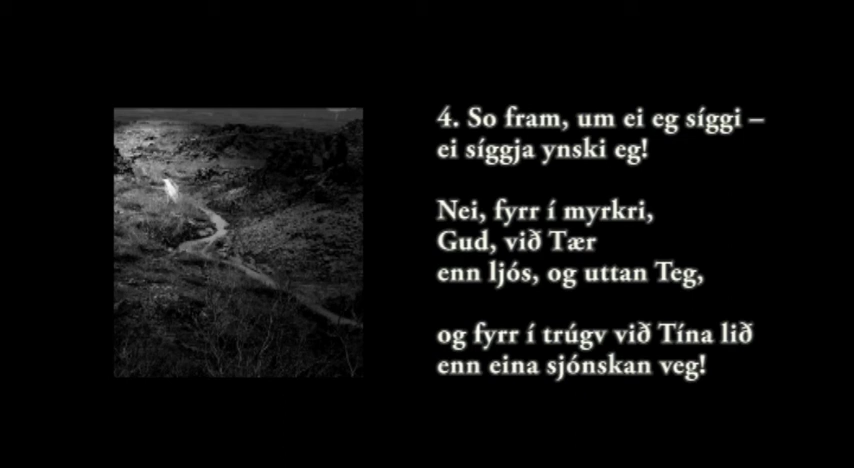 4. So fram, um ei eg síggi –
ei síggja ynski eg!
Nei, fyrr í myrkri,
Gud, við Tær
enn ljós, og uttan Teg,
og fyrr í trúgv við Tína lið
enn eina sjónskan veg!